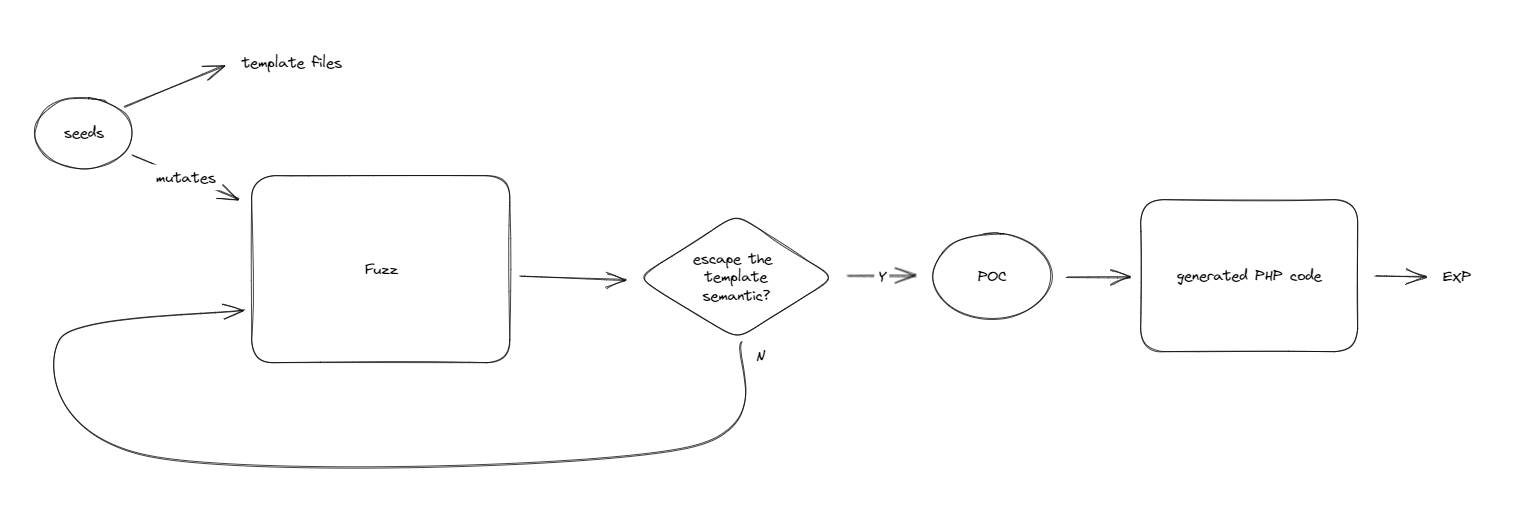 template files
seeds
mutates
Fuzz
escape the
template
semantic?
Y
POC
generated PHP code
EXP
N